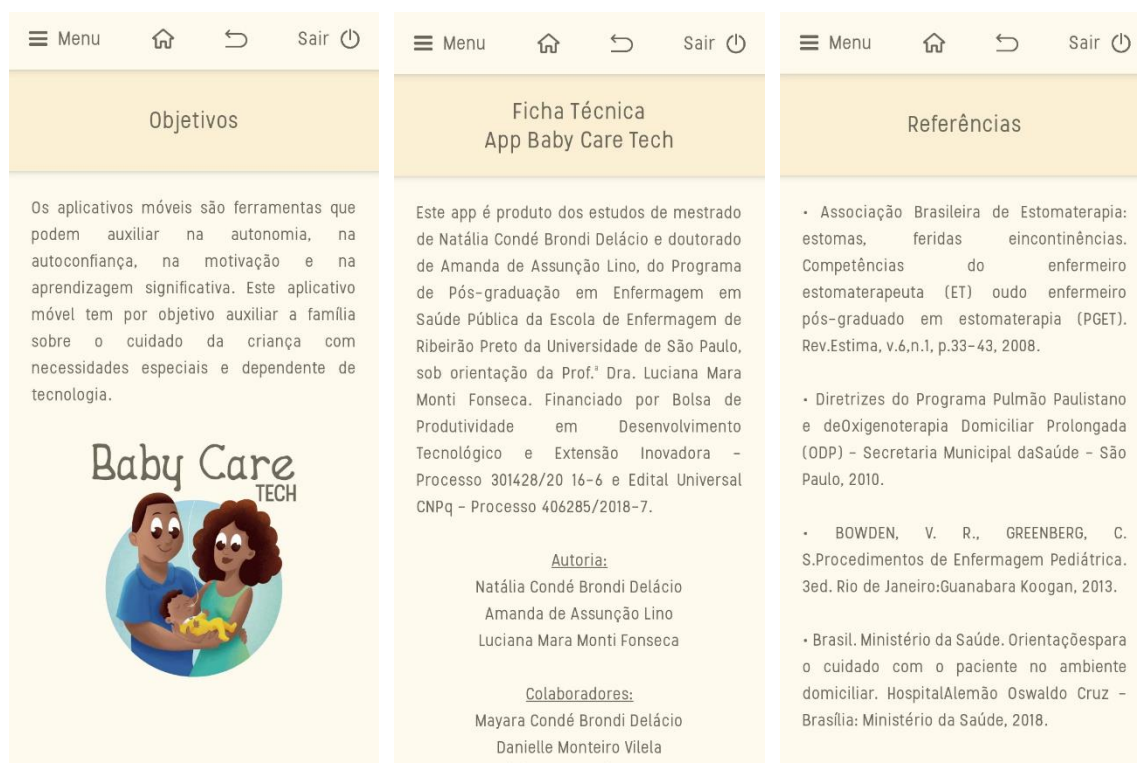 Menu Sair
Objetivos
Os aplicativos móveis são ferramentas que
podem auxiliar na autonomia, na
autoconfiança, na motivação e na
aprendizagem significativa. Este aplicativo
móvel tem por objetivo auxiliar a família
sobre o cuidado da criança com
necessidades especiais e dependente de
tecnologia.
Baby Care
TECH
Menu Sair
Ficha Técnica
App Baby Care Tech
Este app é produto dos estudos de mestrado
de Natália Condé Brondi Delácio e doutorado
de Amanda de Assunção Lino, do Programa
de Pós-graduação em Enfermagem em
Saúde Pública da Escola de Enfermagem de
Ribeirão Preto da Universidade de São Paulo,
sob orientação da Prof.ª Dra. Luciana Mara
Monti Fonseca. Financiado por Bolsa de
Produtividade em Desenvolvimento
Tecnológico e Extensão Inovadora –
Processo 301428/20 16-6 e Edital Universal
CNPq – Processo 406285/2018-7.
Autoria:
Natália Condé Brondi Delácio
Amanda de Assunção Lino
Luciana Mara Monti Fonseca
Colaboradores:
Mayara Condé Brondi Delácio
Danielle Monteiro Vilela
Menu Sair
Referências
• Associação Brasileira de Estomaterapia:
estomas, feridas eincontinências.
Competências do enfermeiro
estomaterapeuta (ET) oudo enfermeiro
pós-graduado em estomaterapia (PGET).
Rev.Estima, v.6,n.1, p.33-43, 2008.
• Diretrizes do Programa Pulmão Paulistano
e deOxigenoterapia Domiciliar Prolongada
(ODP) – Secretaria Municipal daSaúde – São
Paulo, 2010.
• BOWDEN, V. R., GREENBERG, C.
S.Procedimentos de Enfermagem Pediátrica.
3ed. Rio de Janeiro:Guanabara Koogan, 2013.
• Brasil. Ministério da Saúde. Orientaçõespara
o cuidado com o paciente no ambiente
domiciliar. HospitalAlemão Oswaldo Cruz –
Brasília: Ministério da Saúde, 2018.